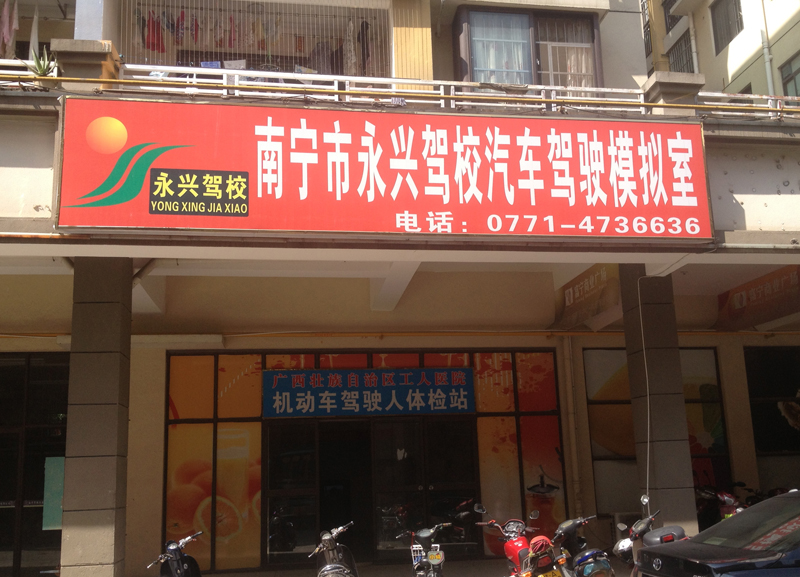 南宁市永兴驾校汽车驾驶模拟室
永兴驾校
YONG XING JIA XIAO
电话：0771-4736636
广西壮族自治区工人医院
机动车驾驶人体检站